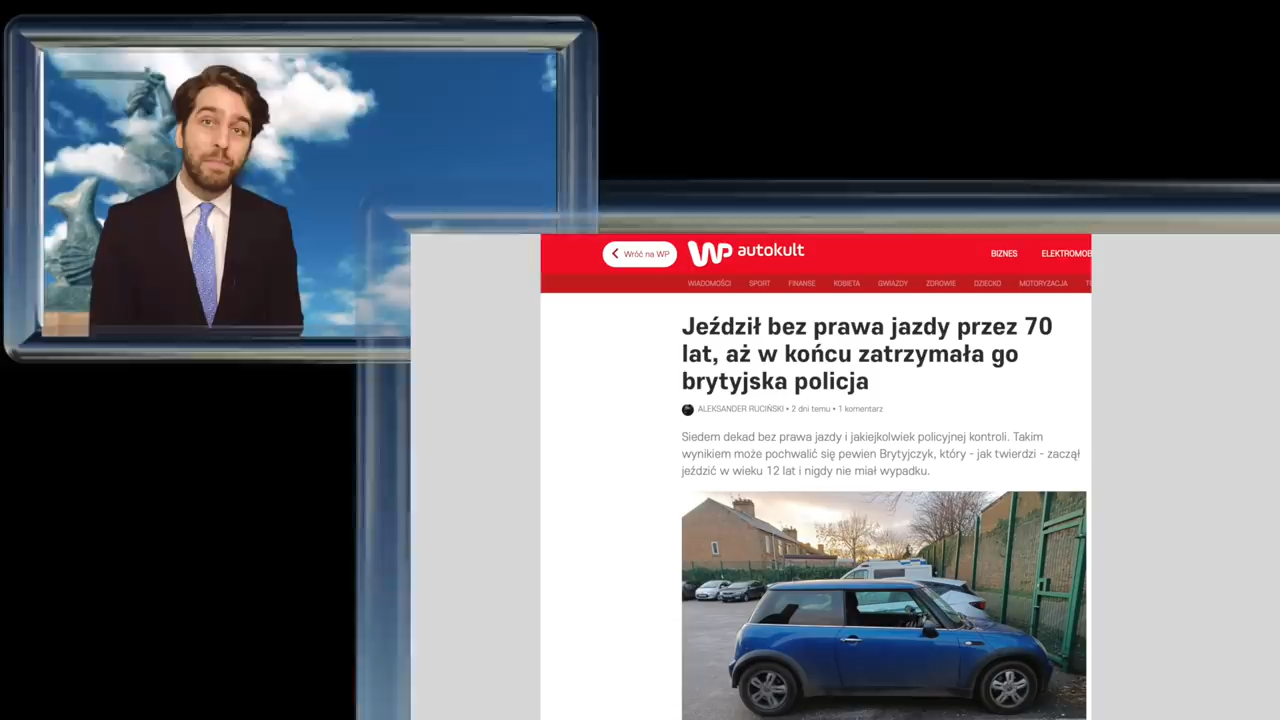 Wróć na WP
WP autokult
BIZNES
ELEKTROMOB
WIADOMOŚCI SPORT FINANSE KOBIETA GWIAZDY ZDROWIE DZIECKO MOTORYZACJA
Jeździł bez prawa jazdy przez 70
lat, aż w końcu zatrzymała go
brytyjska policja
ALEKSANDER RUCIŃSKI • 2 dni temu • 1 komentarz
Siedem dekad bez prawa jazdy i jakiejkolwiek policyjnej kontroli. Takim
wynikiem może pochwalić się pewien Brytyjczyk, który - jak twierdzi - zaczął
jeździć w wieku 12 lat i nigdy nie miał wypadku.